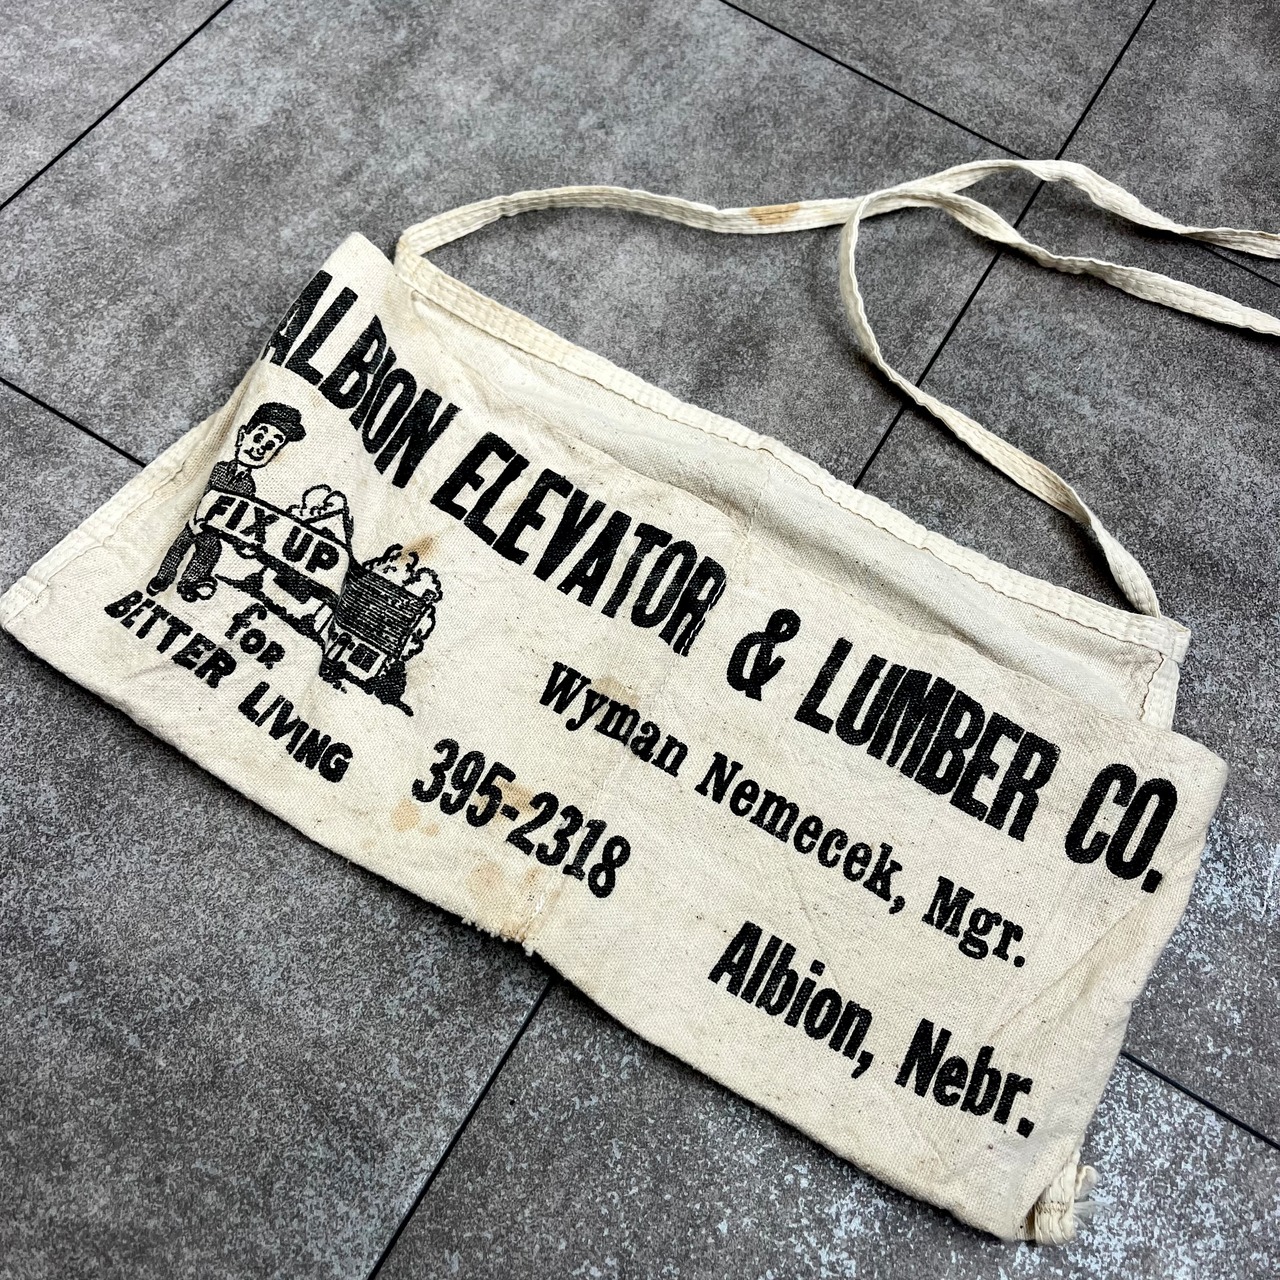 ALBION ELEVATOR & LUMBER CO.
FIX UP
for
BETTER LIVING
Wyman Nemecek, Mgr.
395-2318
Albion, Nebr.